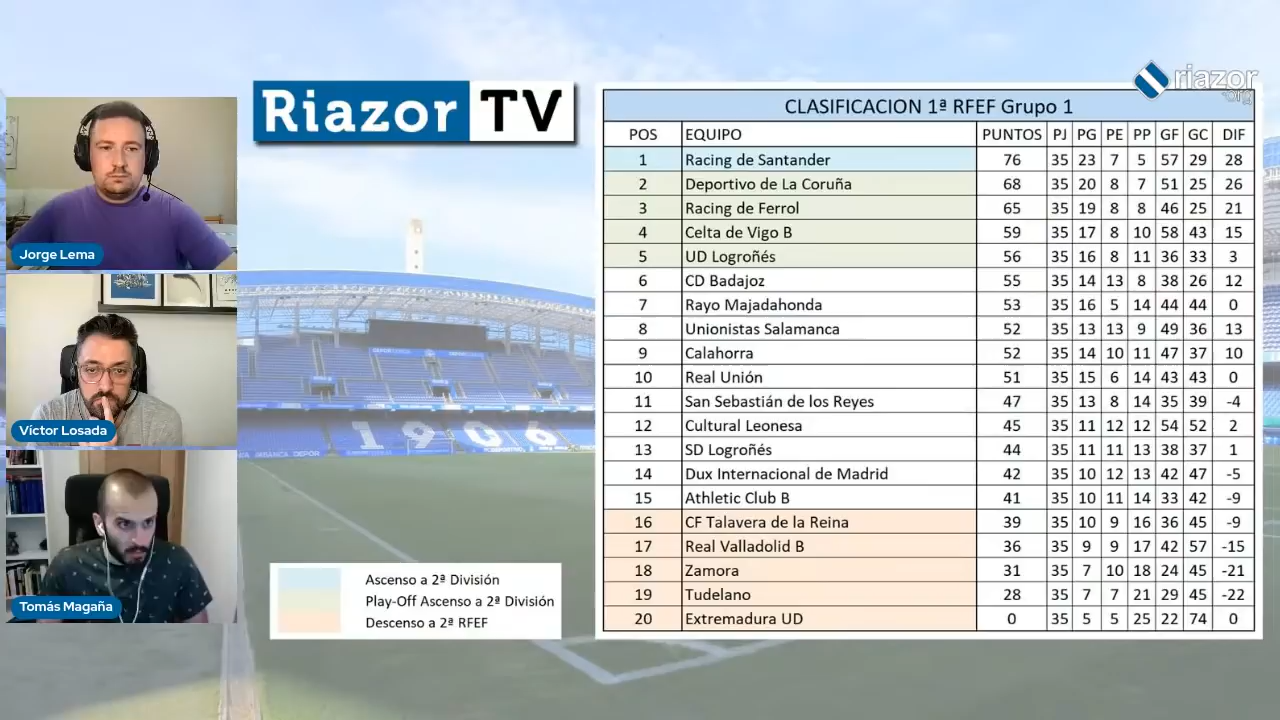 Riazor TV
riazor
.org
Jorge Lema
Víctor Losada
Tomás Magaña
1906
CLASIFICACION 1ª RFEF Grupo 1
POS EQUIPO PUNTOS PJ PG PE PP GF GC DIF
1 Racing de Santander 76 35 23 7 5 57 29 28
2 Deportivo de La Coruña 68 35 20 8 7 51 25 26
3 Racing de Ferrol 65 35 19 8 8 46 25 21
4 Celta de Vigo B 59 35 17 8 10 58 43 15
5 UD Logroñés 56 35 16 8 11 36 33 3
6 CD Badajoz 55 35 14 13 8 38 26 12
7 Rayo Majadahonda 53 35 16 5 14 44 44 0
8 Unionistas Salamanca 52 35 13 13 9 49 36 13
9 Calahorra 52 35 14 10 11 47 37 10
10 Real Unión 51 35 15 6 14 43 43 0
11 San Sebastián de los Reyes 47 35 13 8 14 35 39 -4
12 Cultural Leonesa 45 35 11 12 12 54 52 2
13 SD Logroñés 44 35 11 11 13 38 37 1
14 Dux Internacional de Madrid 42 35 10 12 13 42 47 -5
15 Athletic Club B 41 35 10 11 14 33 42 -9
16 CF Talavera de la Reina 39 35 10 9 16 36 45 -9
17 Real Valladolid B 36 35 9 9 17 42 57 -15
18 Zamora 31 35 7 10 18 24 45 -21
19 Tudelano 28 35 7 7 21 29 45 -22
20 Extremadura UD 0 35 5 5 25 22 74 0
Ascenso a 2ª División
Play-Off Ascenso a 2ª División
Descenso a 2ª RFEF